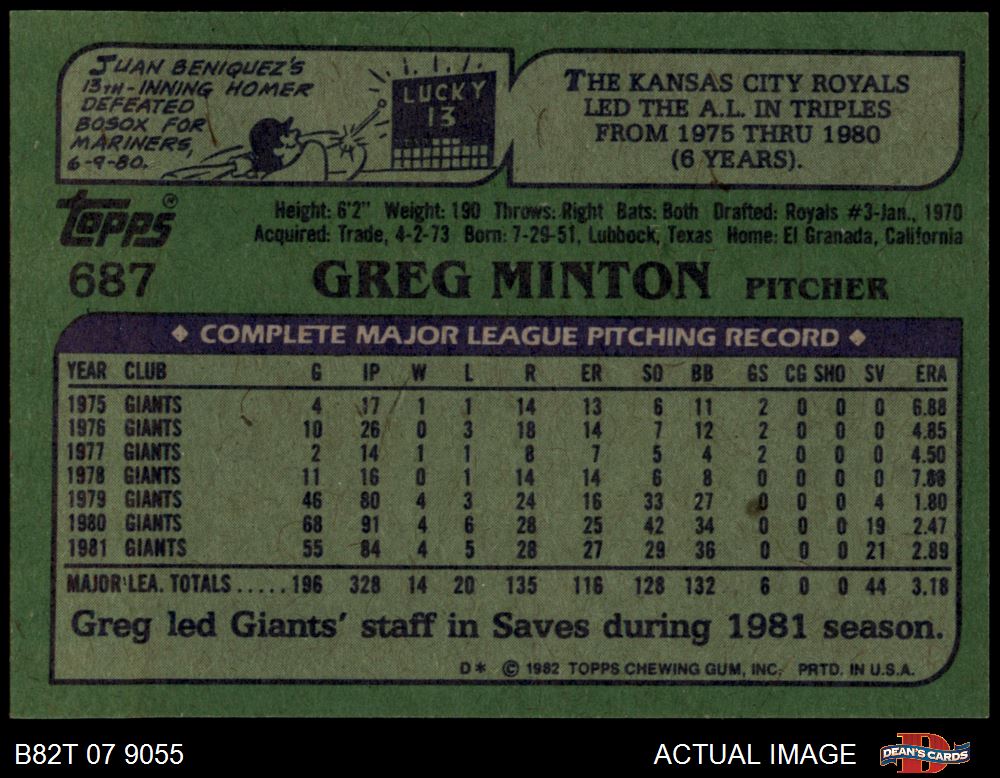 JUAN BENIQUEZ'S
13TH-INNING HOMER
DEFEATED
BOSOX FOR
MARINERS,
6-9-80.
LUCKY
13
THE KANSAS CITY ROYALS
LED THE A.L. IN TRIPLES
FROM 1975 THRU 1980
(6 YEARS).
Topps®
Height: 6'2" Weight: 190 Throws: Right Bats: Both Drafted: Royals #3-Jan., 1970
Acquired: Trade, 4-2-73 Born: 7-29-51, Lubbock, Texas Home: El Granada, California
687 GREG MINTON PITCHER
◆ COMPLETE MAJOR LEAGUE PITCHING RECORD ◆
YEAR CLUB G IP W L R ER SO BB GS CG SHO SV ERA
1975 GIANTS 4 17 1 1 14 13 6 11 2 0 0 0 6.88
1976 GIANTS 10 26 0 3 18 14 7 12 2 0 0 0 4.85
1977 GIANTS 2 14 1 1 8 7 5 4 2 0 0 0 4.50
1978 GIANTS 11 16 0 1 14 14 6 8 0 0 0 0 7.88
1979 GIANTS 46 80 4 3 24 16 33 27 0 0 0 4 1.80
1980 GIANTS 68 91 4 6 28 25 42 34 0 0 0 19 2.47
1981 GIANTS 55 84 4 5 28 27 29 36 0 0 0 21 2.89
MAJOR LEA. TOTALS ..... 196 328 14 20 135 116 128 132 6 0 0 44 3.18
Greg led Giants' staff in Saves during 1981 season.
D* © 1982 TOPPS CHEWING GUM, INC. PRTD. IN U.S.A.
B82T 07 9055 ACTUAL IMAGE D DEAN'S CARDS